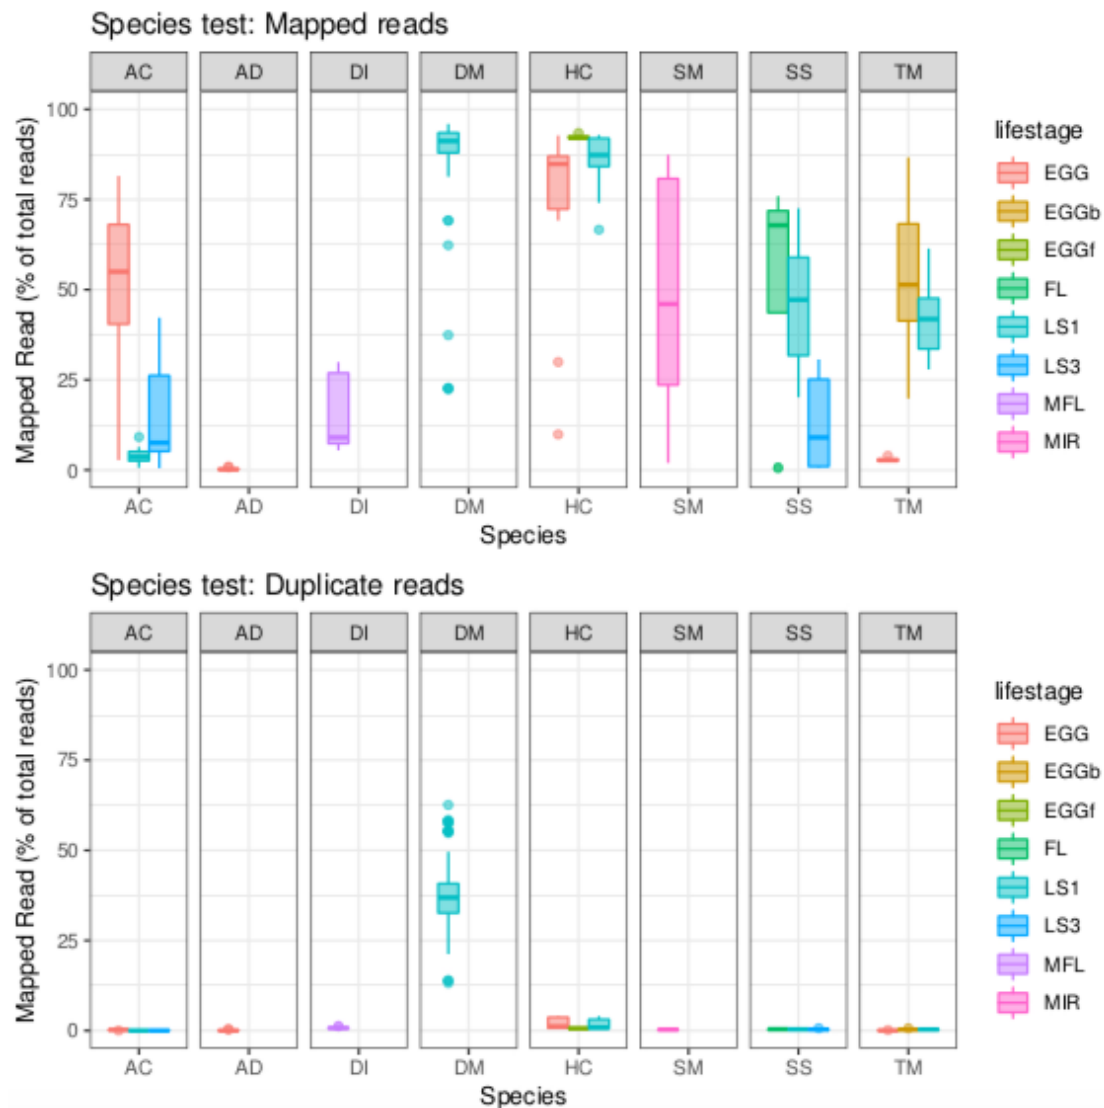 Species test: Mapped reads
AC AD DI DM HC SM SS TM
Mapped Read (% of total reads)
100
75
50
25
0
AC AD DI DM HC SM SS TM
Species
lifestage
EGG
EGGb
EGGf
FL
LS1
LS3
MFL
MIR
Species test: Duplicate reads
AC AD DI DM HC SM SS TM
Mapped Read (% of total reads)
100
75
50
25
0
AC AD DI DM HC SM SS TM
Species
lifestage
EGG
EGGb
EGGf
FL
LS1
LS3
MFL
MIR